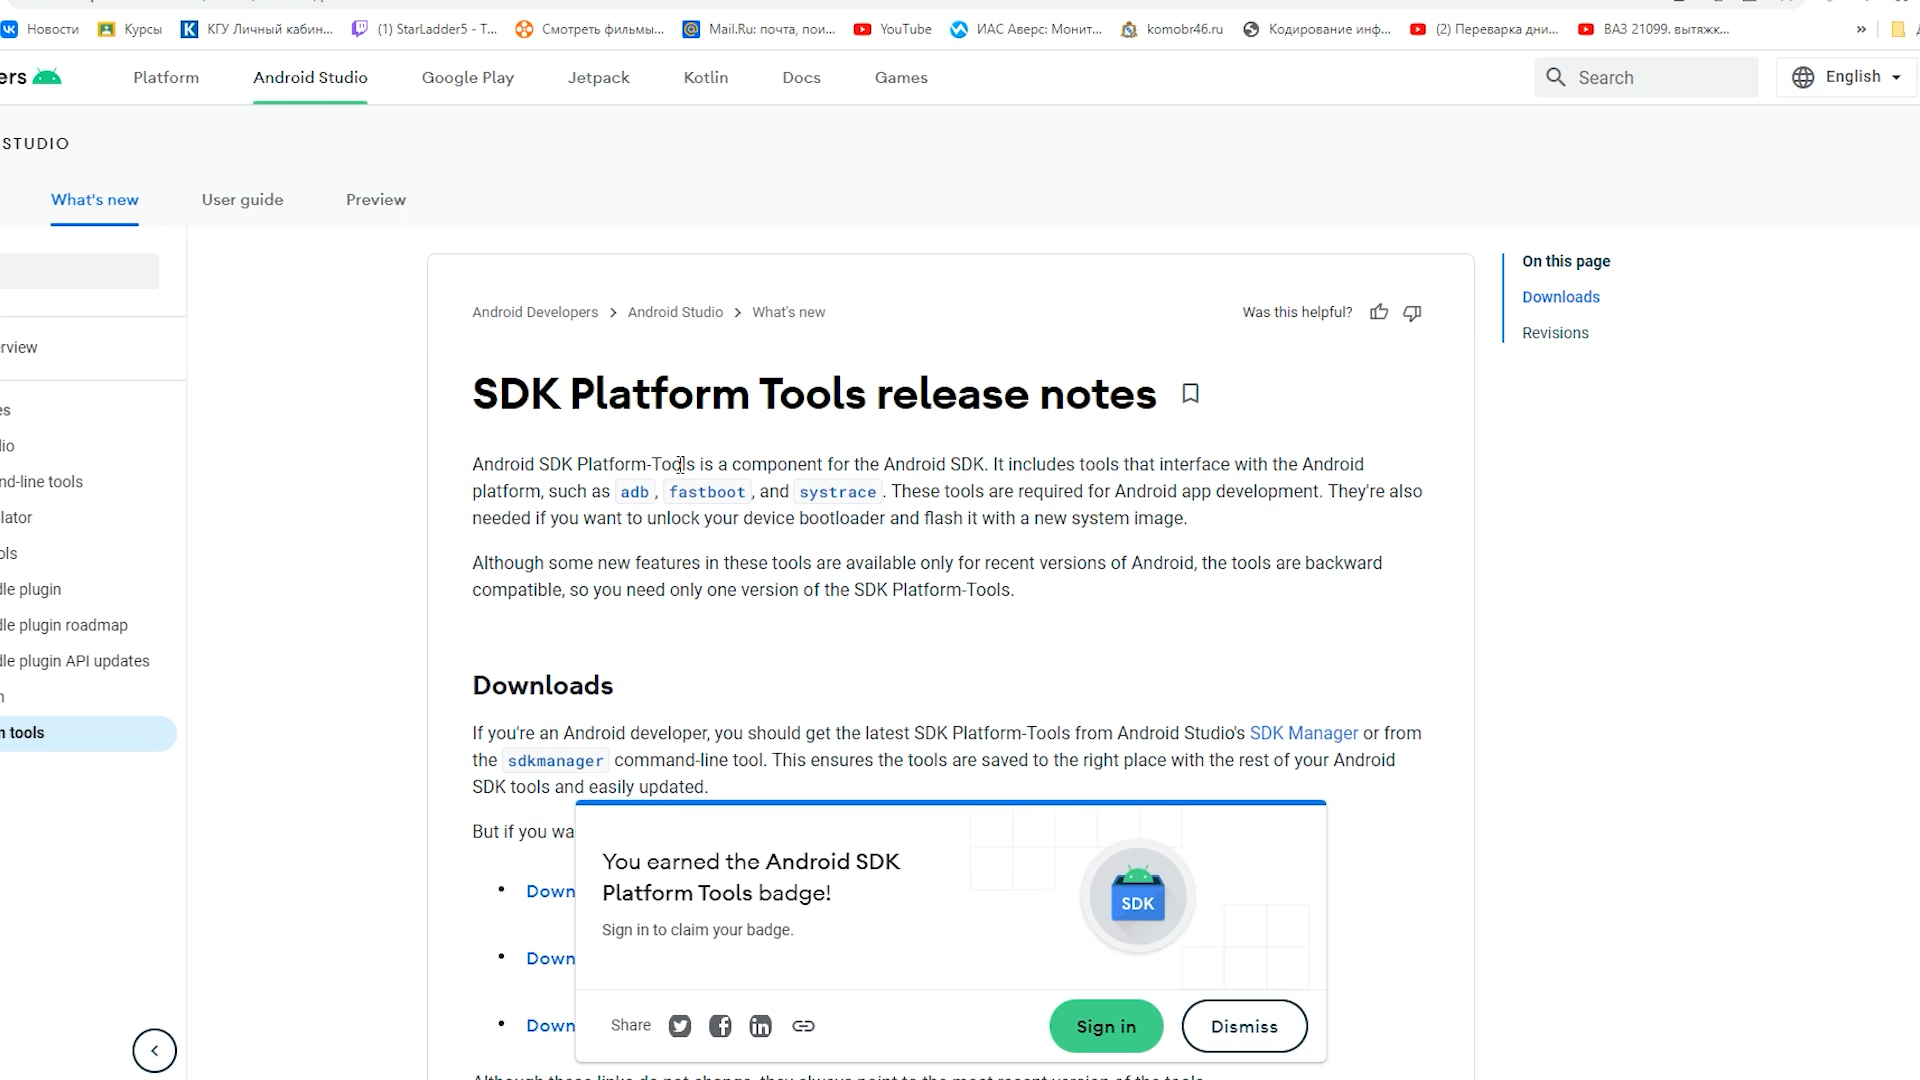 Новости Курсы КГУ Личный кабин... (1) StarLadder5 - T... Смотреть фильмы... Mail.Ru: почта, пои... YouTube ИАС Аверс: Монит... komobr46.ru Кодирование инф... (2) Переварка дни... ВАЗ 21099. вытяжк... »
ers Platform Android Studio Google Play Jetpack Kotlin Docs Games Search English
STUDIO
What's new User guide Preview
Android Developers > Android Studio > What's new Was this helpful?
SDK Platform Tools release notes
Android SDK Platform-Tools is a component for the Android SDK. It includes tools that interface with the Android
platform, such as adb, fastboot, and systrace. These tools are required for Android app development. They're also
needed if you want to unlock your device bootloader and flash it with a new system image.
Although some new features in these tools are available only for recent versions of Android, the tools are backward
compatible, so you need only one version of the SDK Platform-Tools.
Downloads
If you're an Android developer, you should get the latest SDK Platform-Tools from Android Studio's SDK Manager or from
the sdkmanager command-line tool. This ensures the tools are saved to the right place with the rest of your Android
SDK tools and easily updated.
But if you wa
• Down
• Down
• Down
You earned the Android SDK
Platform Tools badge!
Sign in to claim your badge.
SDK
Share Sign in Dismiss
On this page
Downloads
Revisions
rview
es
dio
nd-line tools
lator
ols
dle plugin
dle plugin roadmap
dle plugin API updates
n
n tools